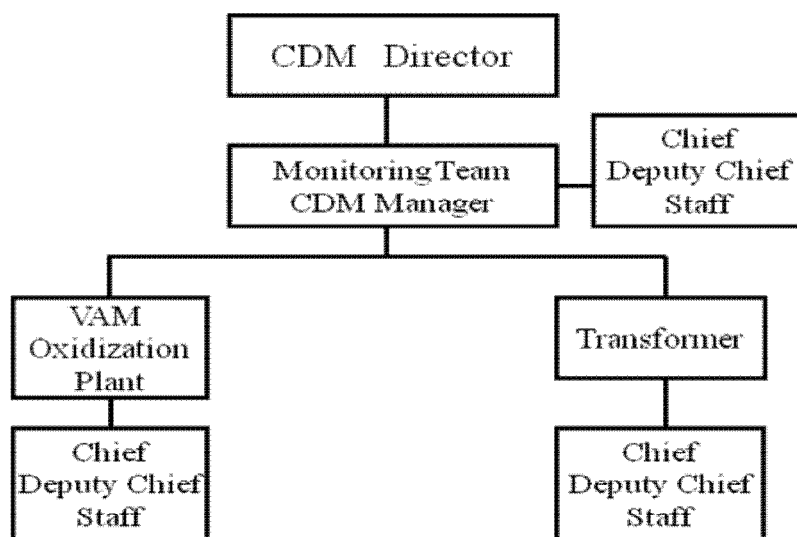 CDM Director
Monitoring Team
CDM Manager
Chief
Deputy Chief
Staff
VAM
Oxidization
Plant
Transformer
Chief
Deputy Chief
Staff
Chief
Deputy Chief
Staff